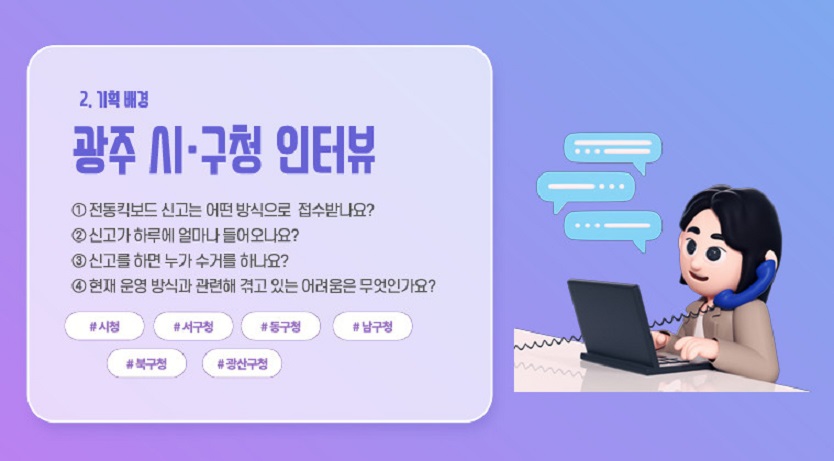 2. 기획 배경
광주 시·구청 인터뷰
① 전동킥보드 신고는 어떤 방식으로 접수받나요?
② 신고가 하루에 얼마나 들어오나요?
③ 신고를 하면 누가 수거를 하나요?
④ 현재 운영 방식과 관련해 겪고 있는 어려움은 무엇인가요?
# 시청 # 서구청 # 동구청 # 남구청
# 북구청 # 광산구청